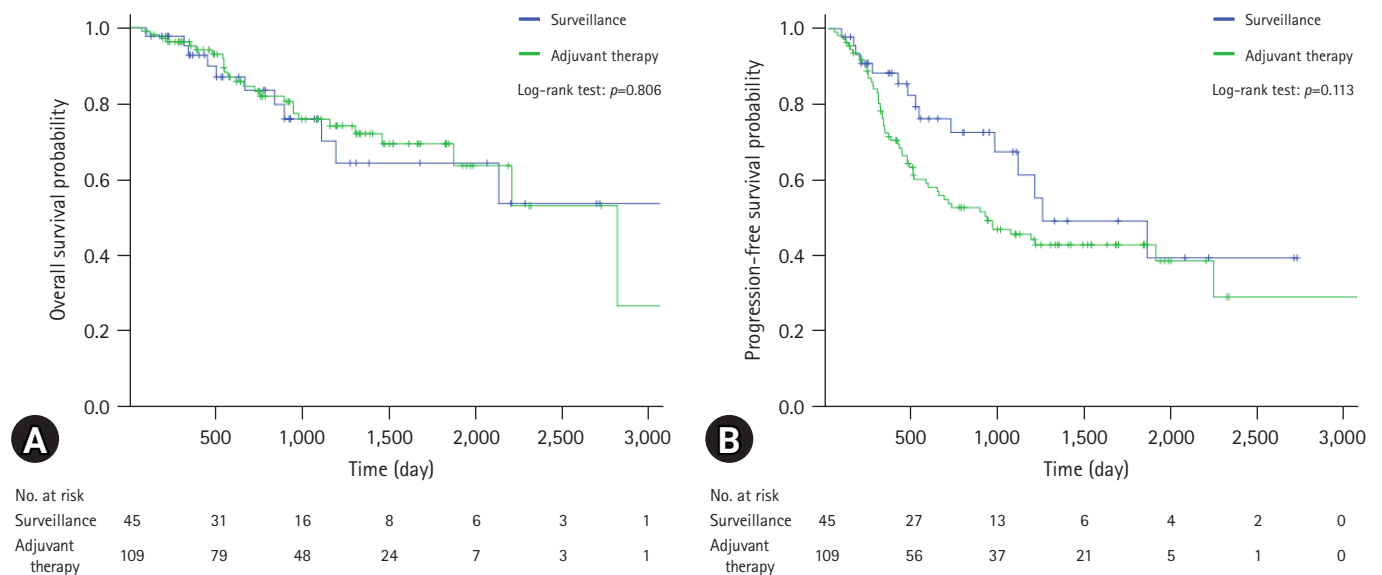 Surveillance
Adjuvant therapy
Log-rank test: p=0.806
Overall survival probability
1.0
0.8
0.6
0.4
0.2
0.0
500 1,000 1,500 2,000 2,500 3,000
Time (day)
A
No. at risk
Surveillance 45 31 16 8 6 3 1
Adjuvant
therapy 109 79 48 24 7 3 1
Surveillance
Adjuvant therapy
Log-rank test: p=0.113
Progression-free survival probability
1.0
0.8
0.6
0.4
0.2
0.0
500 1,000 1,500 2,000 2,500 3,000
Time (day)
B
No. at risk
Surveillance 45 27 13 6 4 2 0
Adjuvant
therapy 109 56 37 21 5 1 0